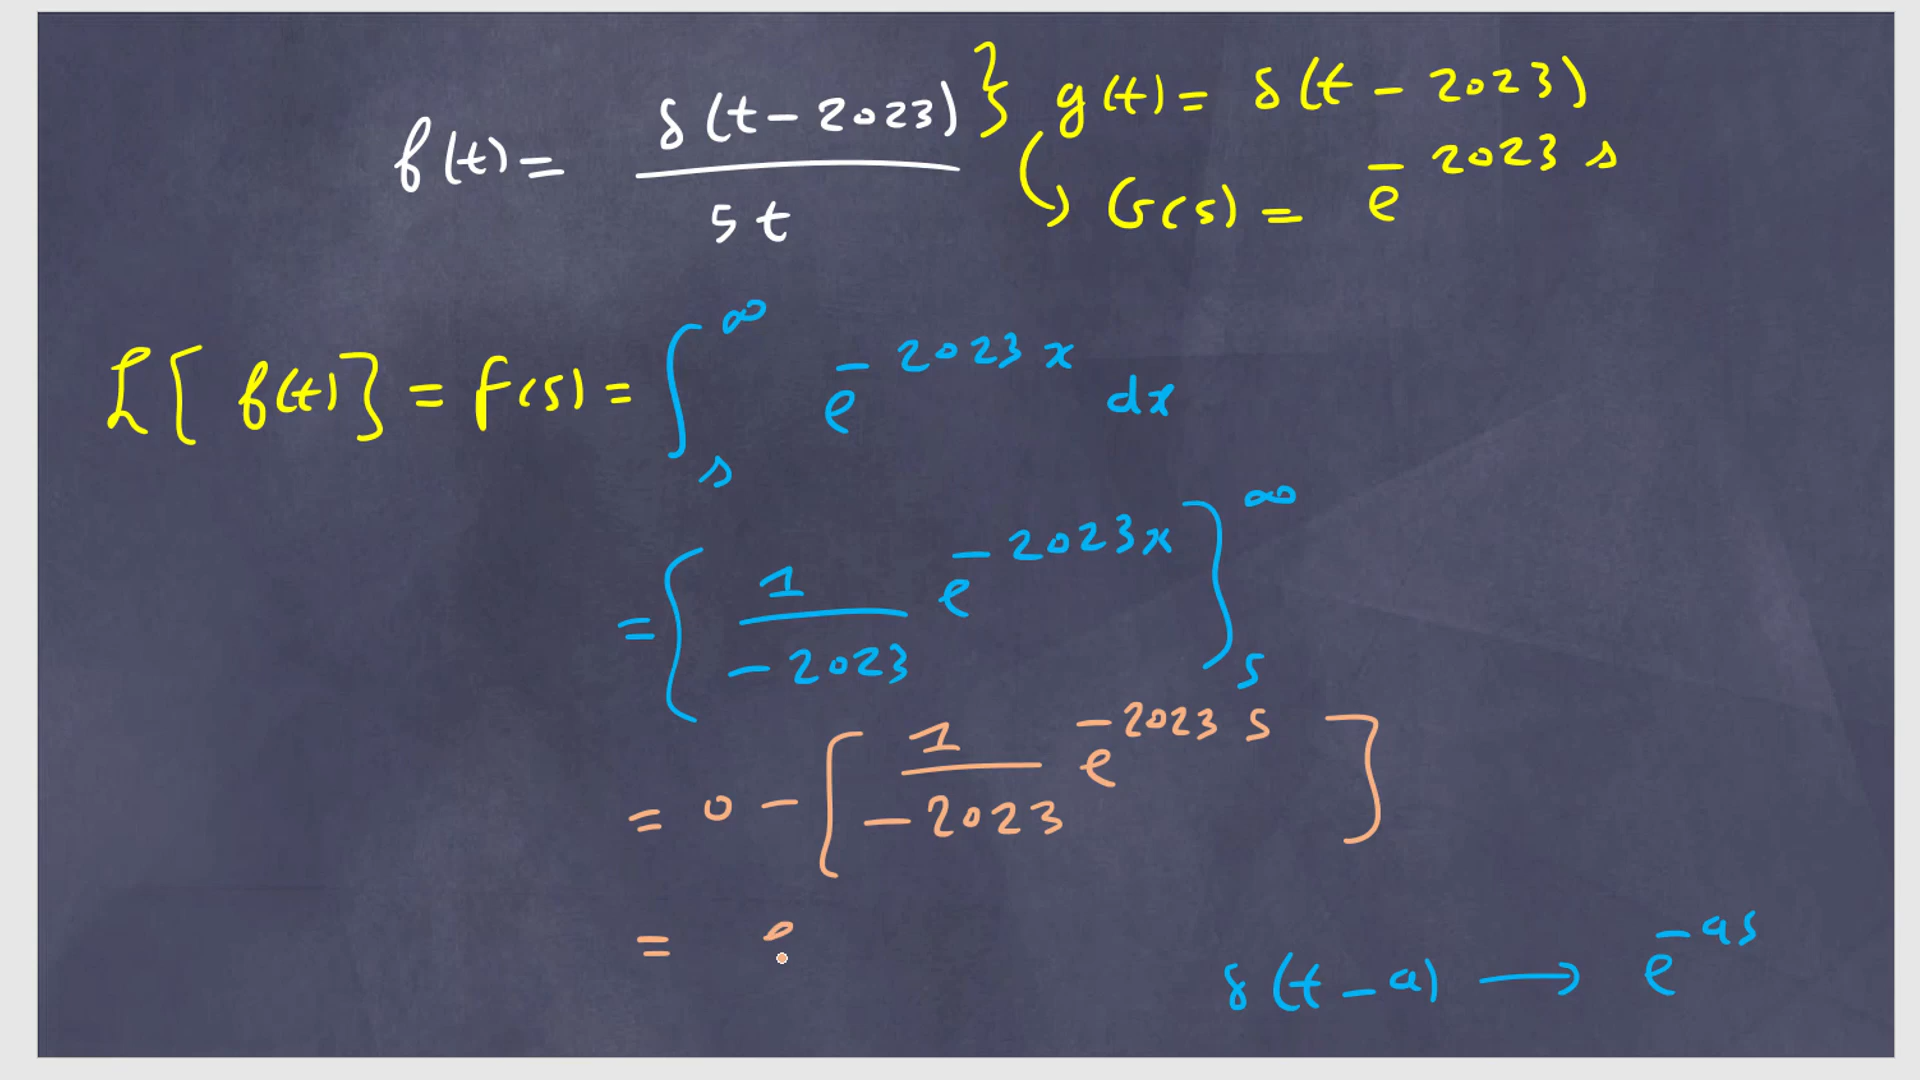 f(t) = δ(t - 2023) / 5t } g(t) = δ(t - 2023)
G(s) = e^-2023 s
L[f(t)] = F(s) = ∫_s^∞ e^-2023x dx
= [1/-2023 e^-2023x]_s^∞
= 0 - [1/-2023 e^-2023 s]
=
δ(t - a) ⟶ e^-as